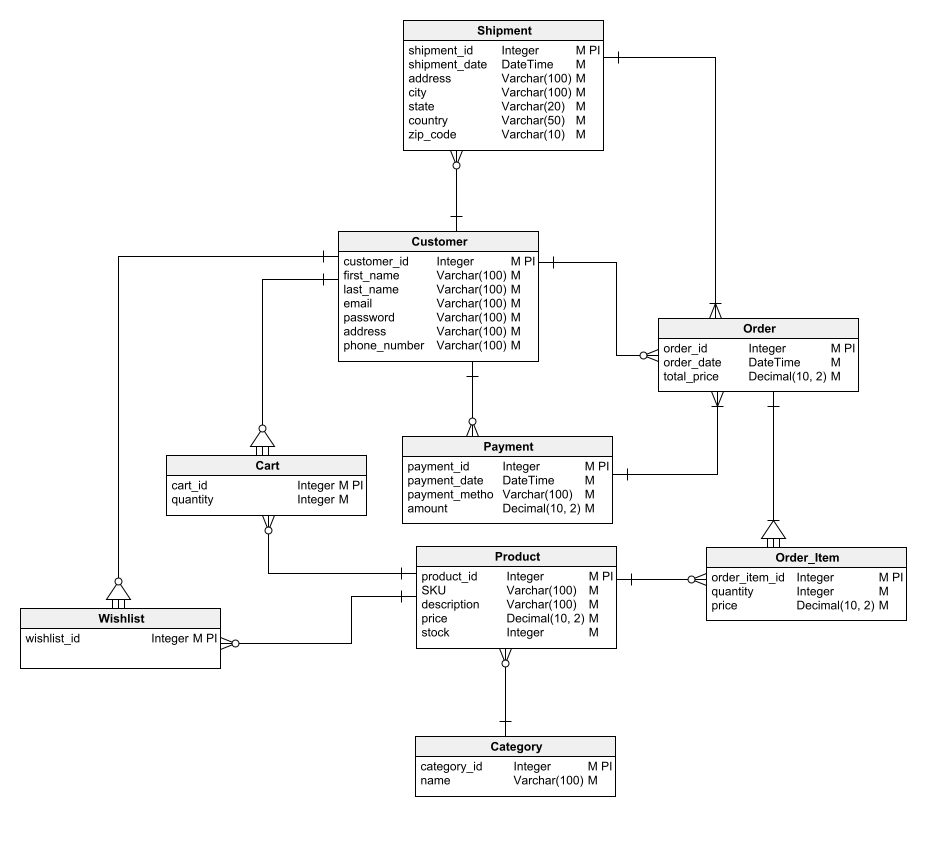 Shipment
shipment_id Integer M PI
shipment_date DateTime M
address Varchar(100) M
city Varchar(100) M
state Varchar(20) M
country Varchar(50) M
zip_code Varchar(10) M
Customer
customer_id Integer M PI
first_name Varchar(100) M
last_name Varchar(100) M
email Varchar(100) M
password Varchar(100) M
address Varchar(100) M
phone_number Varchar(100) M
Order
order_id Integer M PI
order_date DateTime M
total_price Decimal(10, 2) M
Payment
payment_id Integer M PI
payment_date DateTime M
payment_metho Varchar(100) M
amount Decimal(10, 2) M
Cart
cart_id Integer M PI
quantity Integer M
Product
product_id Integer M PI
SKU Varchar(100) M
description Varchar(100) M
price Decimal(10, 2) M
stock Integer M
Order_Item
order_item_id Integer M PI
quantity Integer M
price Decimal(10, 2) M
Wishlist
wishlist_id Integer M PI
Category
category_id Integer M PI
name Varchar(100) M